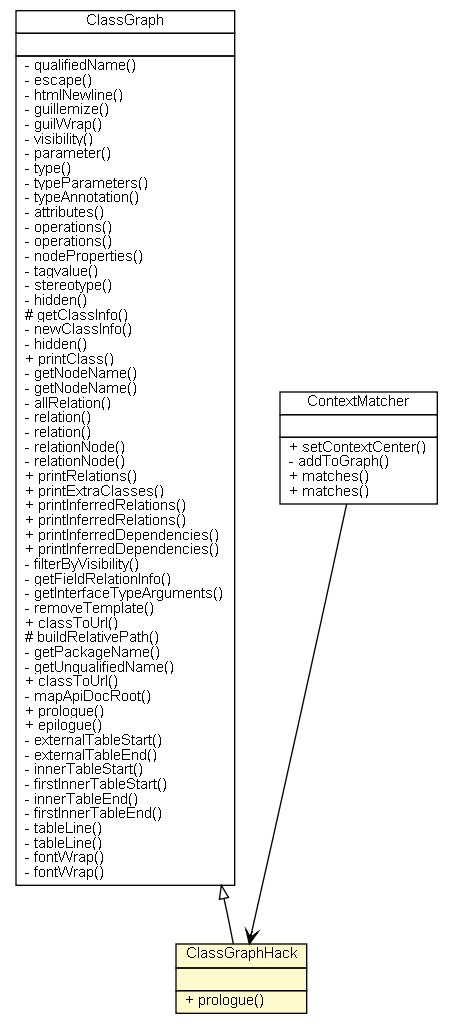 ClassGraph
- qualifiedName()
- escape()
- htmlNewline()
- guillemize()
- guilWrap()
- visibility()
- parameter()
- type()
- typeParameters()
- typeAnnotation()
- attributes()
- operations()
- operations()
- nodeProperties()
- tagvalue()
- stereotype()
- hidden()
# getClassInfo()
- newClassInfo()
- hidden()
+ printClass()
- getNodeName()
- getNodeName()
- allRelation()
- relation()
- relation()
- relationNode()
- relationNode()
+ printRelations()
+ printExtraClasses()
+ printInferredRelations()
+ printInferredRelations()
+ printInferredDependencies()
+ printInferredDependencies()
- filterByVisibility()
- getFieldRelationInfo()
- getInterfaceTypeArguments()
- removeTemplate()
+ classToUrl()
# buildRelativePath()
- getPackageName()
- getUnqualifiedName()
+ classToUrl()
- mapApiDocRoot()
+ prologue()
+ epilogue()
- externalTableStart()
- externalTableEnd()
- innerTableStart()
- firstInnerTableStart()
- innerTableEnd()
- firstInnerTableEnd()
- tableLine()
- tableLine()
- fontWrap()
- fontWrap()
ContextMatcher
+ setContextCenter()
- addToGraph()
+ matches()
+ matches()
ClassGraphHack
+ prologue()